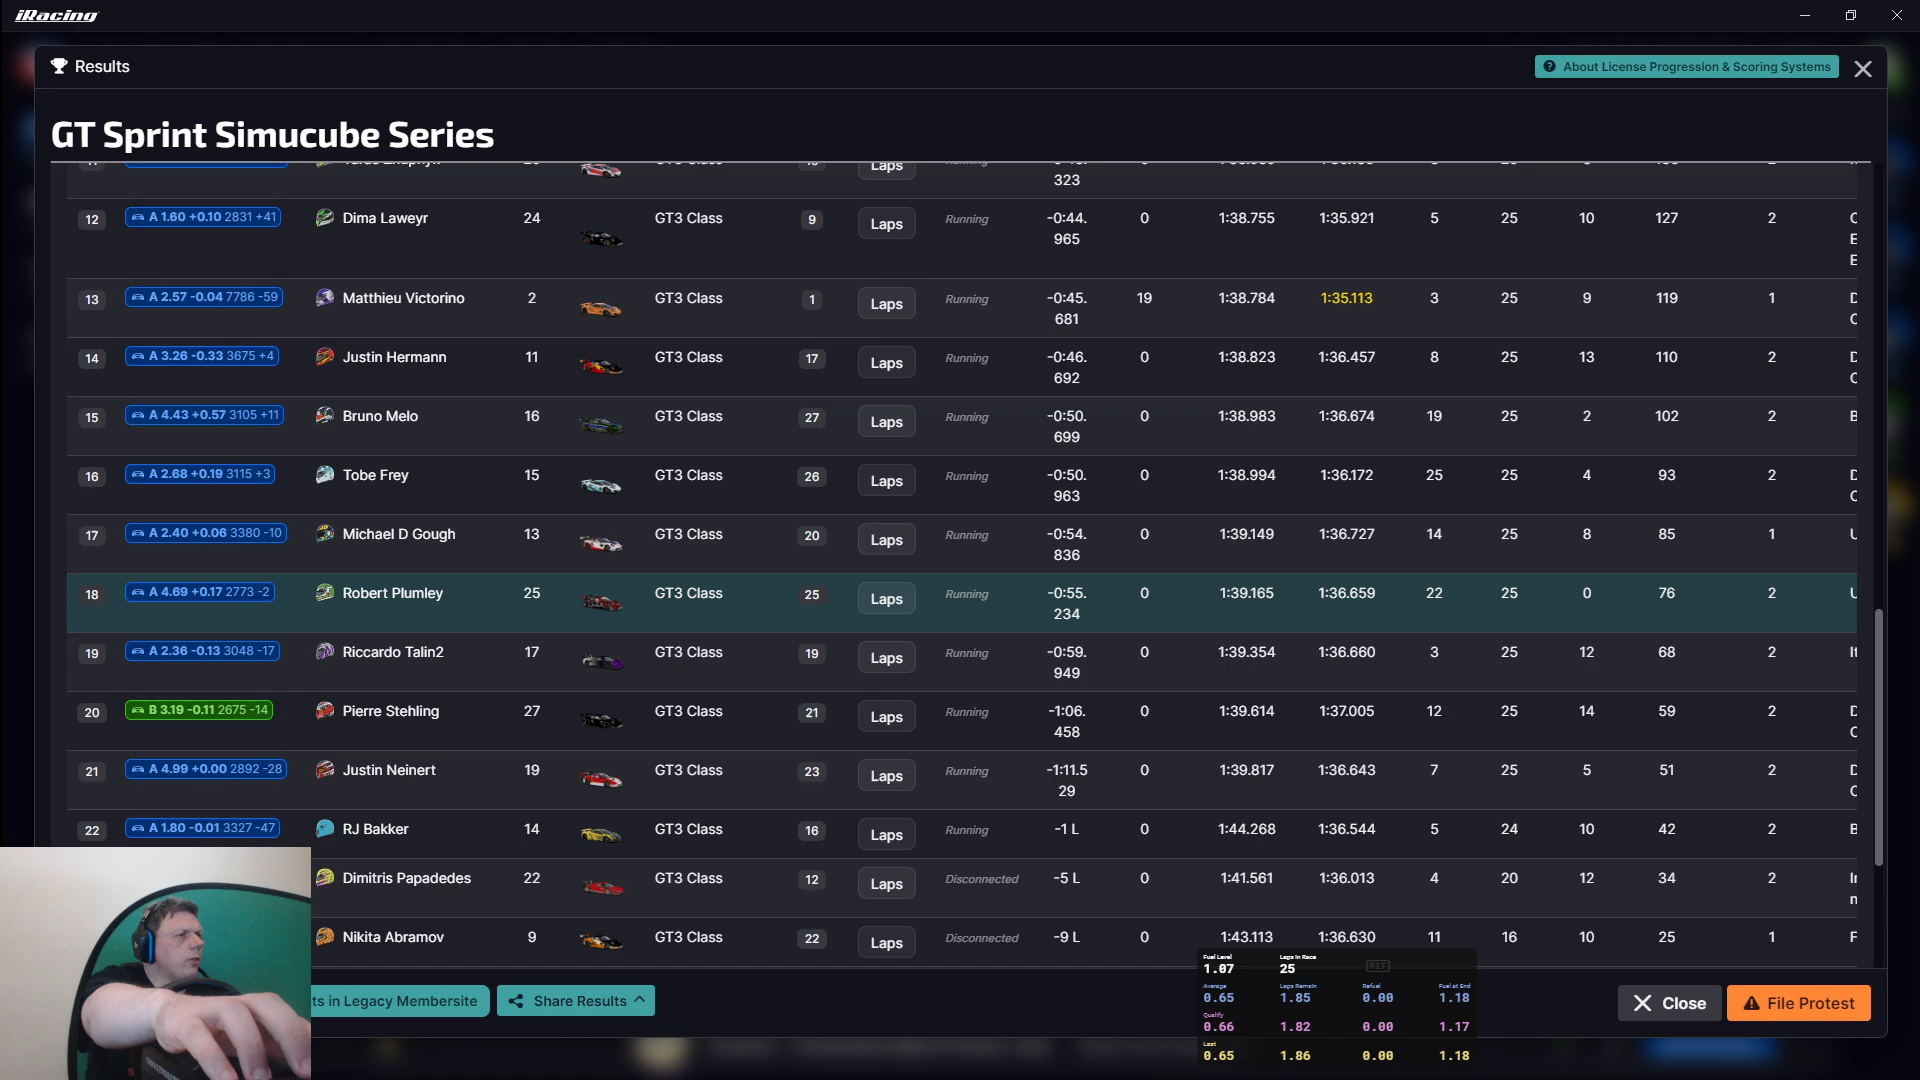 iRacing
Results
About License Progression & Scoring Systems
GT Sprint Simucube Series
Laps
323
12 A 1.60 +0.10 2831 +41 Dima Laweyr 24 GT3 Class 9 Laps Running -0:44. 0 1:38.755 1:35.921 5 25 10 127 2
965
13 A 2.57 -0.04 7786 -59 Matthieu Victorino 2 GT3 Class 1 Laps Running -0:45. 19 1:38.784 1:35.113 3 25 9 119 1
681
14 A 3.26 -0.33 3675 +4 Justin Hermann 11 GT3 Class 17 Laps Running -0:46. 0 1:38.823 1:36.457 8 25 13 110 2
692
15 A 4.43 +0.57 3105 +11 Bruno Melo 16 GT3 Class 27 Laps Running -0:50. 0 1:38.983 1:36.674 19 25 2 102 2
699
16 A 2.68 +0.19 3115 +3 Tobe Frey 15 GT3 Class 26 Laps Running -0:50. 0 1:38.994 1:36.172 25 25 4 93 2
963
17 A 2.40 +0.06 3380 -10 Michael D Gough 13 GT3 Class 20 Laps Running -0:54. 0 1:39.149 1:36.727 14 25 8 85 1
836
18 A 4.69 +0.17 2773 -2 Robert Plumley 25 GT3 Class 25 Laps Running -0:55. 0 1:39.165 1:36.659 22 25 0 76 2
234
19 A 2.36 -0.13 3048 -17 Riccardo Talin2 17 GT3 Class 19 Laps Running -0:59. 0 1:39.354 1:36.660 3 25 12 68 2
949
20 B 3.19 -0.11 2675 -14 Pierre Stehling 27 GT3 Class 21 Laps Running -1:06. 0 1:39.614 1:37.005 12 25 14 59 2
458
21 A 4.99 +0.00 2892 -28 Justin Neinert 19 GT3 Class 23 Laps Running -1:11.5 0 1:39.817 1:36.643 7 25 5 51 2
29
22 A 1.80 -0.01 3327 -47 RJ Bakker 14 GT3 Class 16 Laps Running -1 L 0 1:44.268 1:36.544 5 24 10 42 2
Dimitris Papadedes 22 GT3 Class 12 Laps Disconnected -5 L 0 1:41.561 1:36.013 4 20 12 34 2
Nikita Abramov 9 GT3 Class 22 Laps Disconnected -9 L 0 1:43.113 1:36.630 11 16 10 25 1
Fuel Level Laps In Race
1.07 25 PIT
Average Laps Remain Refuel Fuel at End
0.65 1.85 0.00 1.18
Qualify
0.66 1.82 0.00 1.17
Last
0.65 1.86 0.00 1.18
ts in Legacy Membersite
Share Results
Close
File Protest